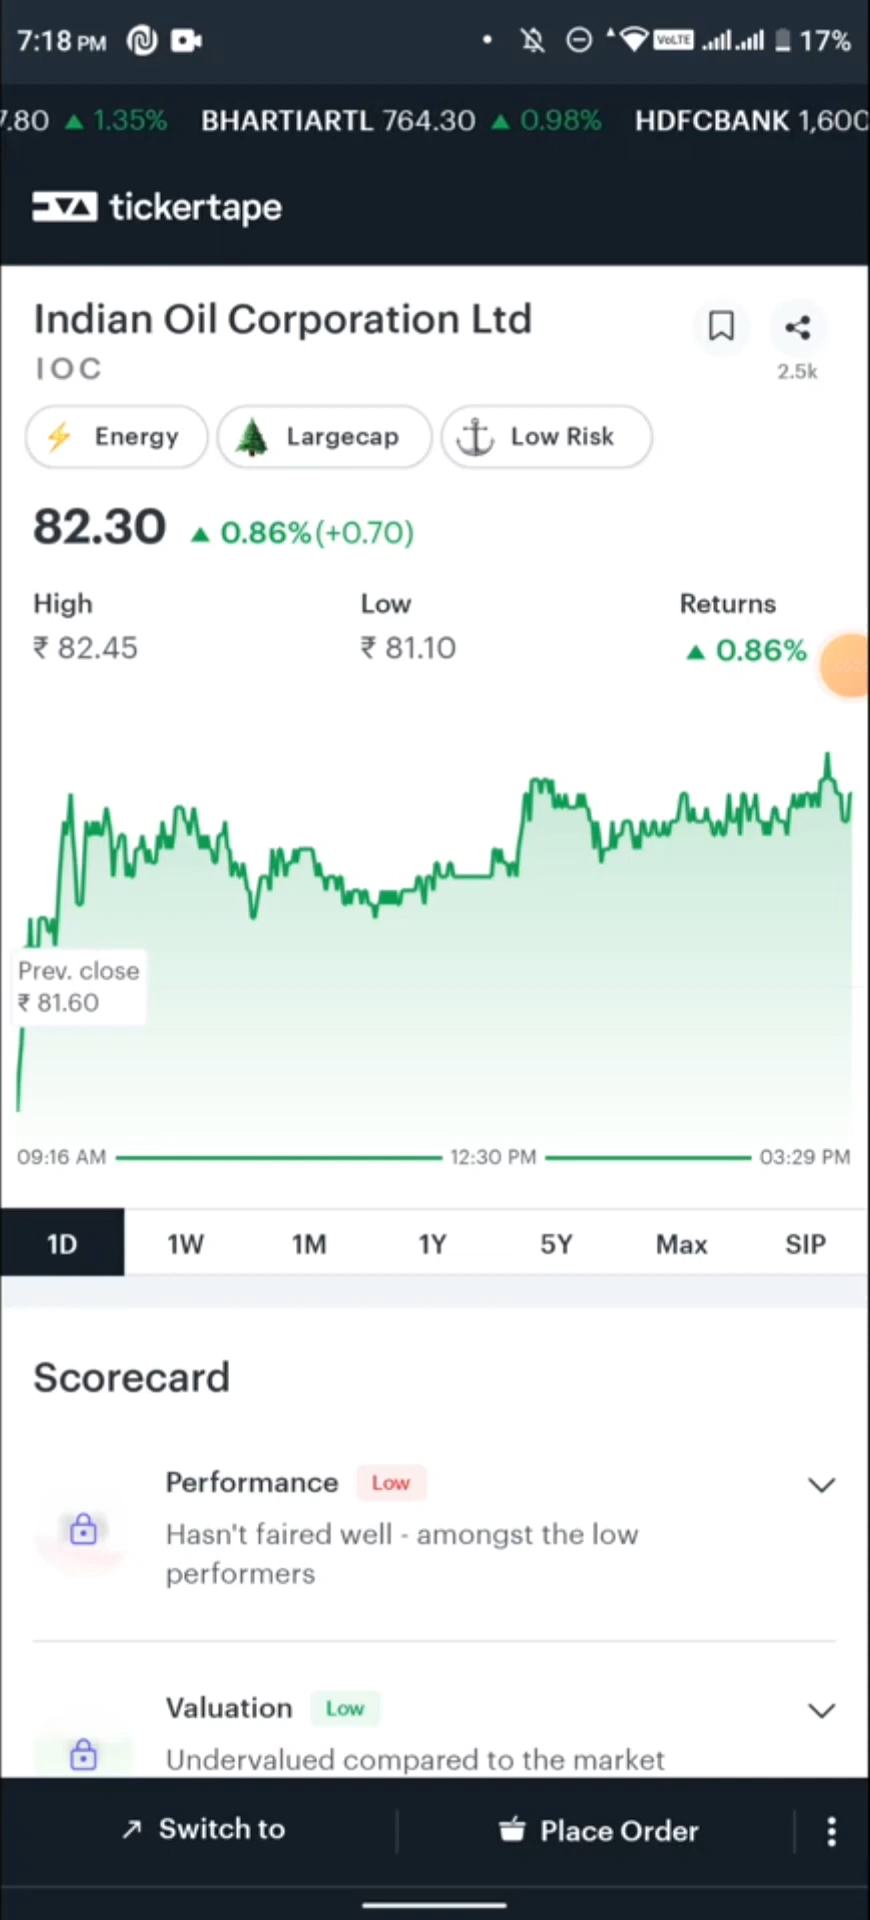 7:18 PM VoLTE 17%
7.80 ▲ 1.35% BHARTIARTL 764.30 ▲ 0.98% HDFCBANK 1,600
tickertape
Indian Oil Corporation Ltd
IOC
2.5k
Energy Largecap Low Risk
82.30 ▲ 0.86%(+0.70)
High Low Returns
₹ 82.45 ₹ 81.10 ▲ 0.86%
Prev. close
₹ 81.60
09:16 AM 12:30 PM 03:29 PM
1D 1W 1M 1Y 5Y Max SIP
Scorecard
Performance Low
Hasn't faired well - amongst the low
performers
Valuation Low
Undervalued compared to the market
Switch to Place Order